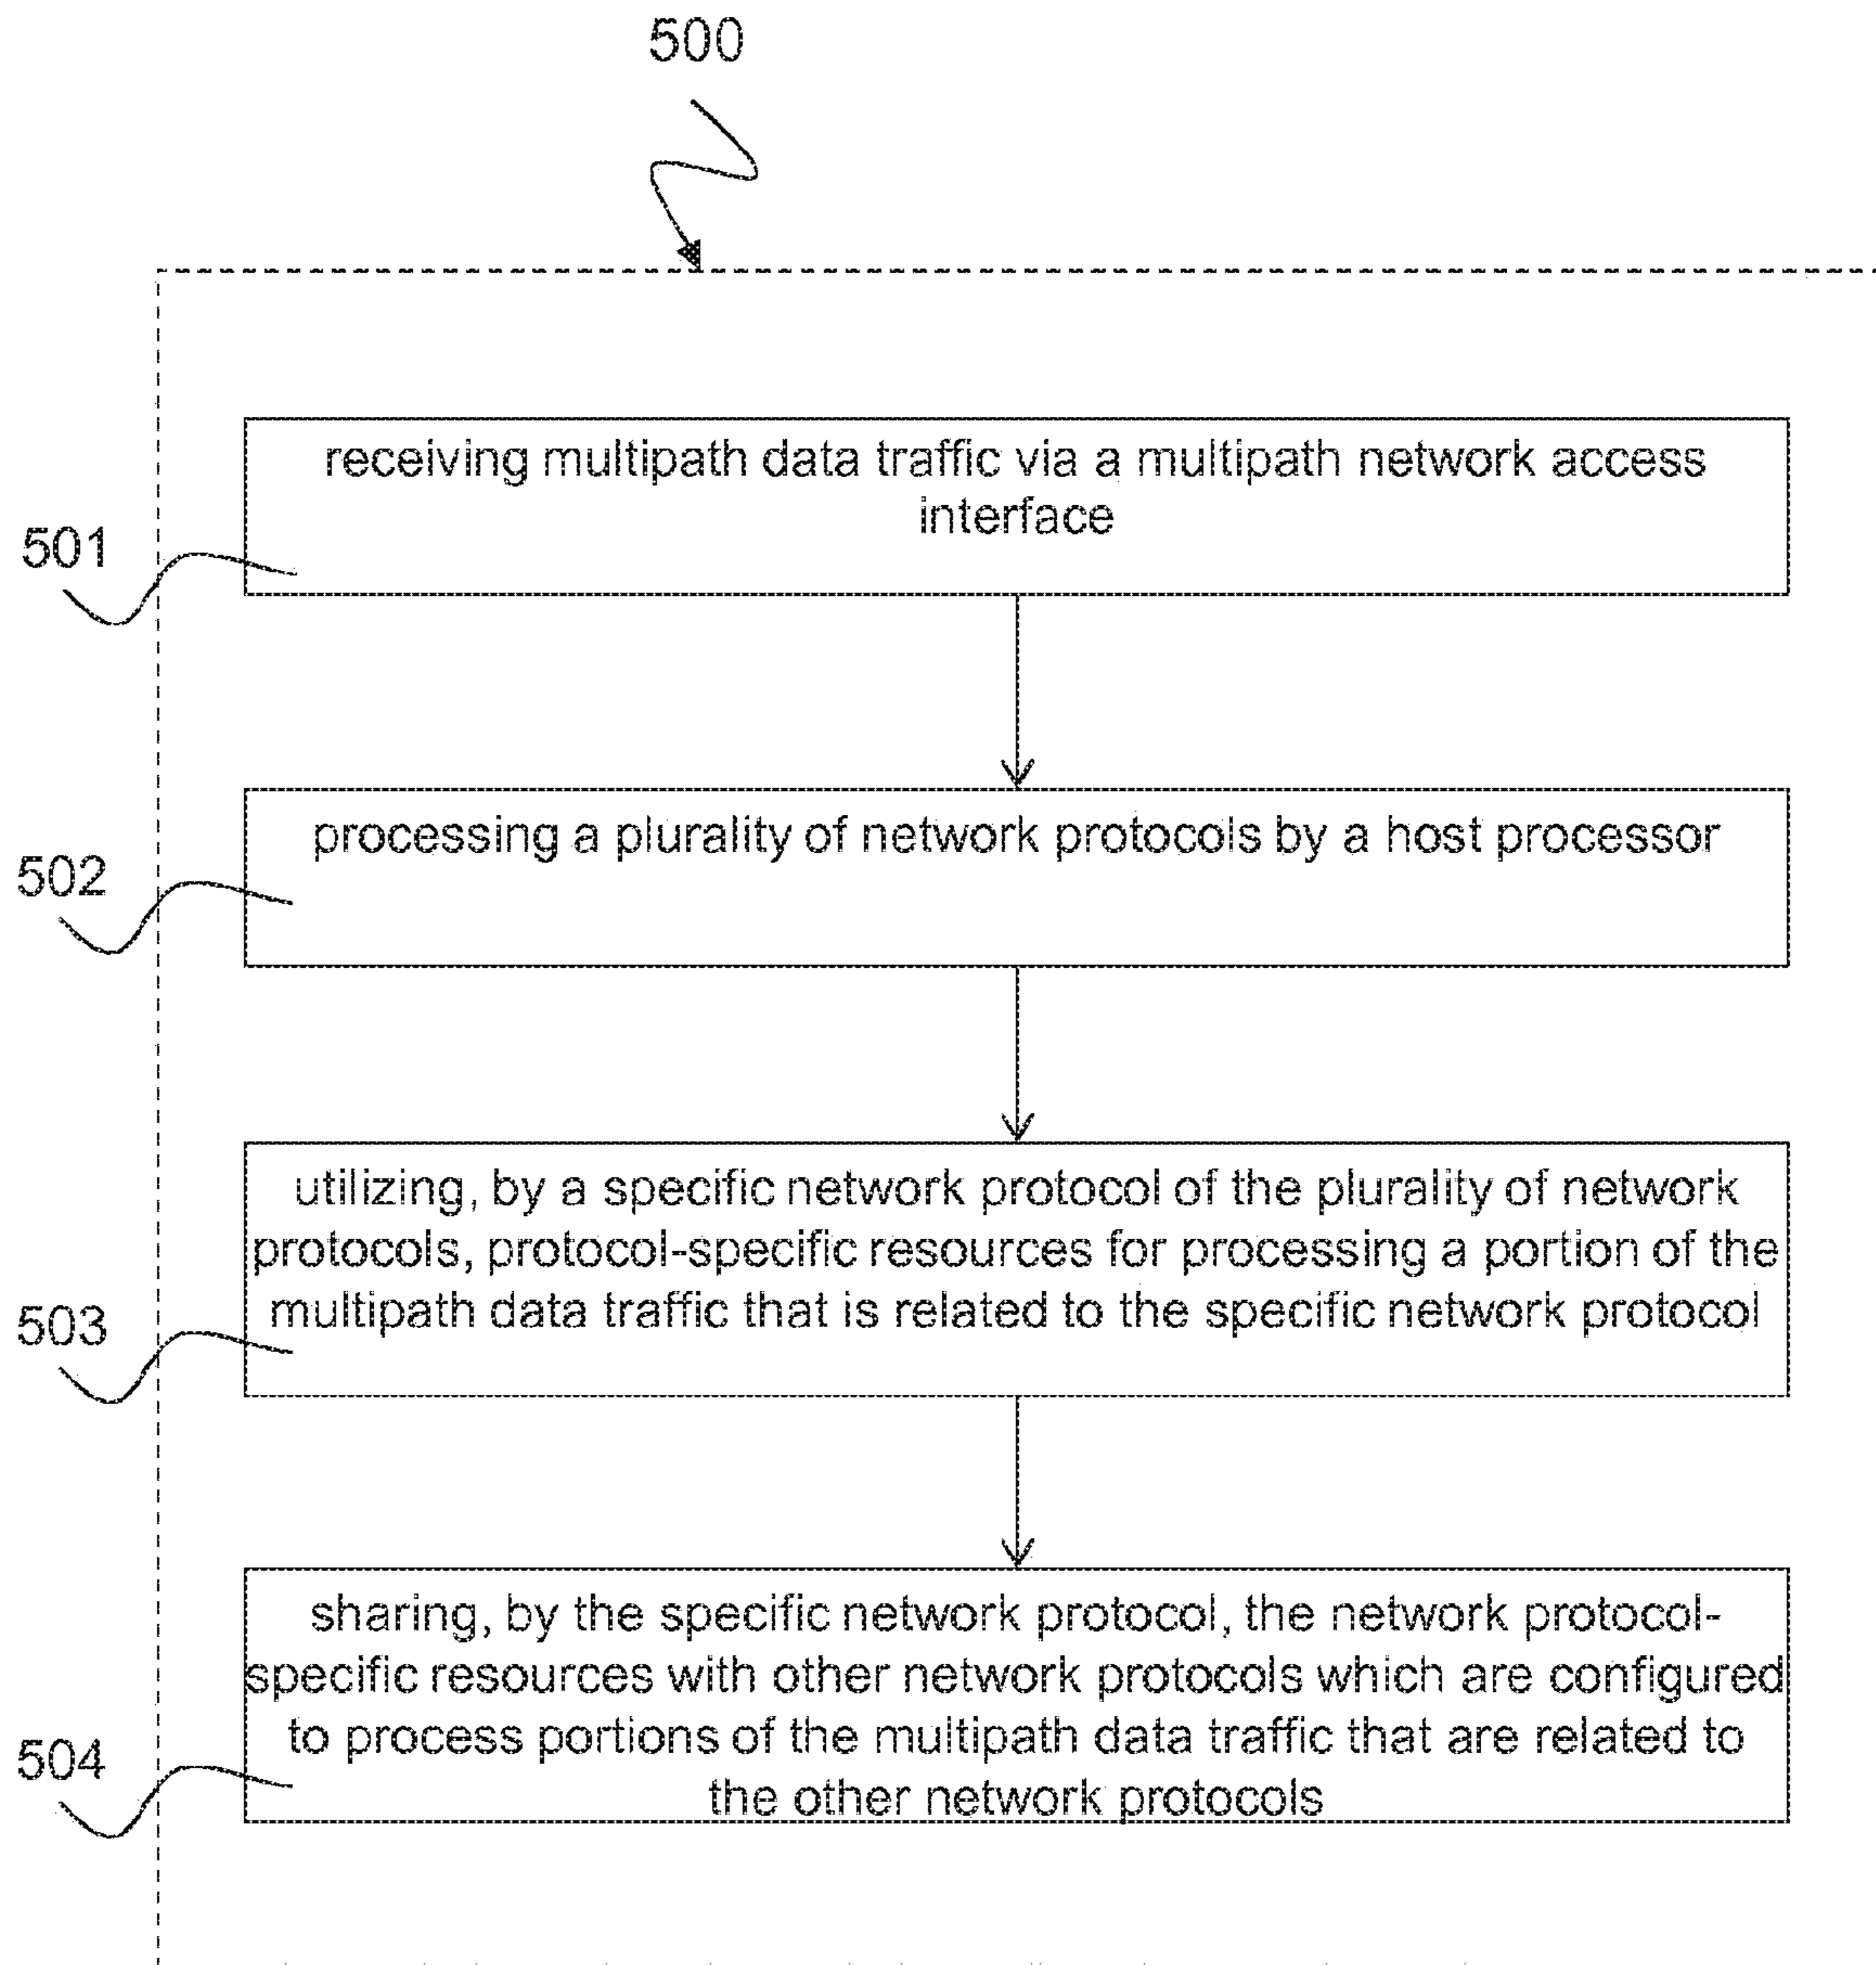 500
receiving multipath data traffic via a multipath network access
interface
501
processing a plurality of network protocols by a host processor
502
utilizing, by a specific network protocol of the plurality of network
protocols, protocol-specific resources for processing a portion of the
multipath data traffic that is related to the specific network protocol
503
sharing, by the specific network protocol, the network protocol-
specific resources with other network protocols which are configured
to process portions of the multipath data traffic that are related to
the other network protocols
504